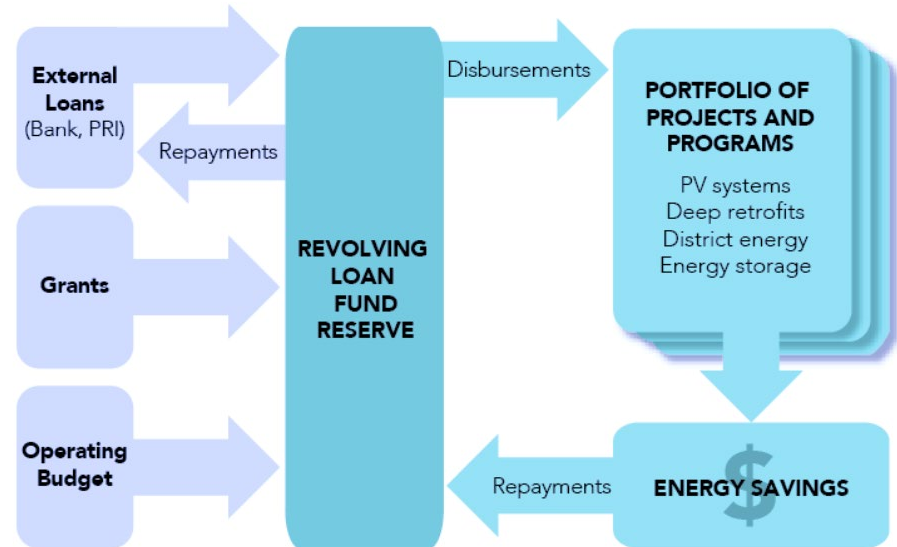 External
Loans
(Bank, PRI)
Repayments
Grants
Operating
Budget
REVOLVING
LOAN
FUND
RESERVE
Disbursements
PORTFOLIO OF
PROJECTS AND
PROGRAMS
PV systems
Deep retrofits
District energy
Energy storage
Repayments
$
ENERGY SAVINGS